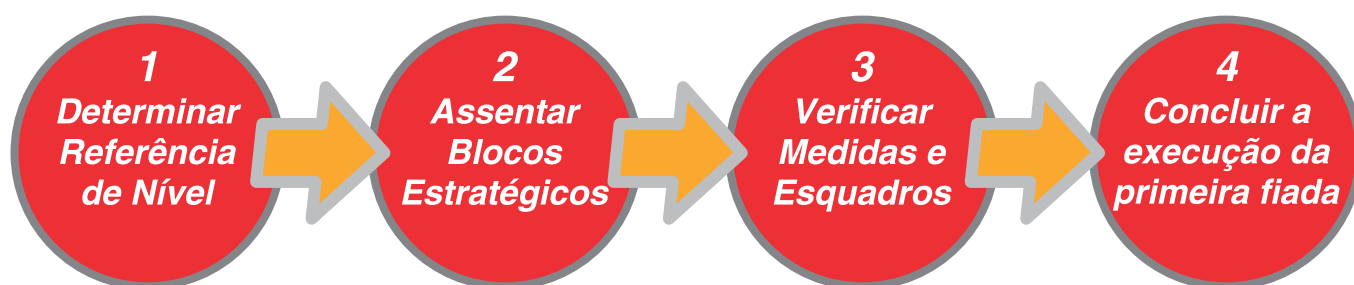 1
Determinar
Referência
de Nível
2
Assentar
Blocos
Estratégicos
3
Verificar
Medidas e
Esquadros
4
Concluir a
execução da
primeira fiada